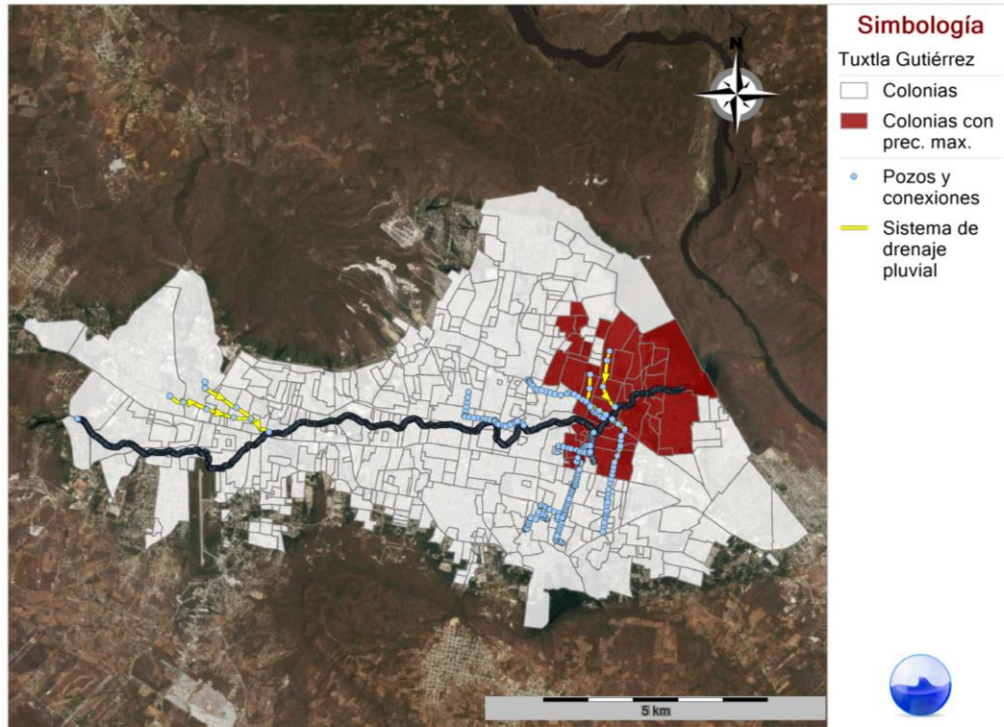 N
Simbología
Tuxtla Gutiérrez
Colonias
Colonias con
prec. max.
Pozos y
conexiones
Sistema de
drenaje
pluvial
5 km